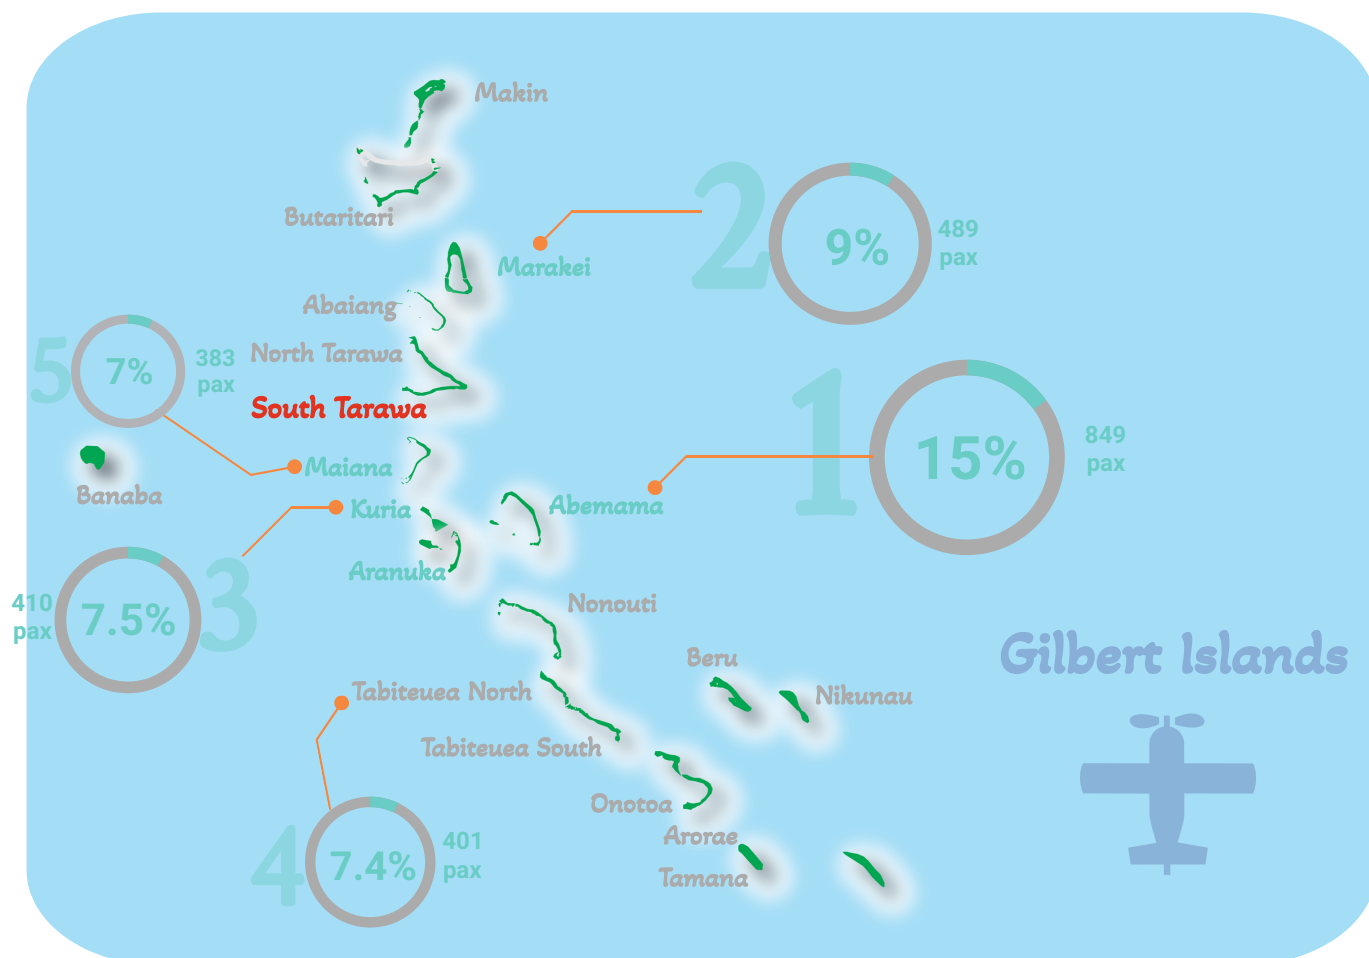 Makin
Butaritari
2
9%
489
pax
Marakei
Abaiang
5
7%
383
pax
North Tarawa
South Tarawa
1
15%
849
pax
Maiana
Banaba
Kuria
Abemama
Aranuka
3
7.5%
410
pax
Nonouti
Gilbert Islands
Beru
Nikunau
Tabiteuea North
Tabiteuea South
Onotoa
Arorae
Tamana
4
7.4%
401
pax